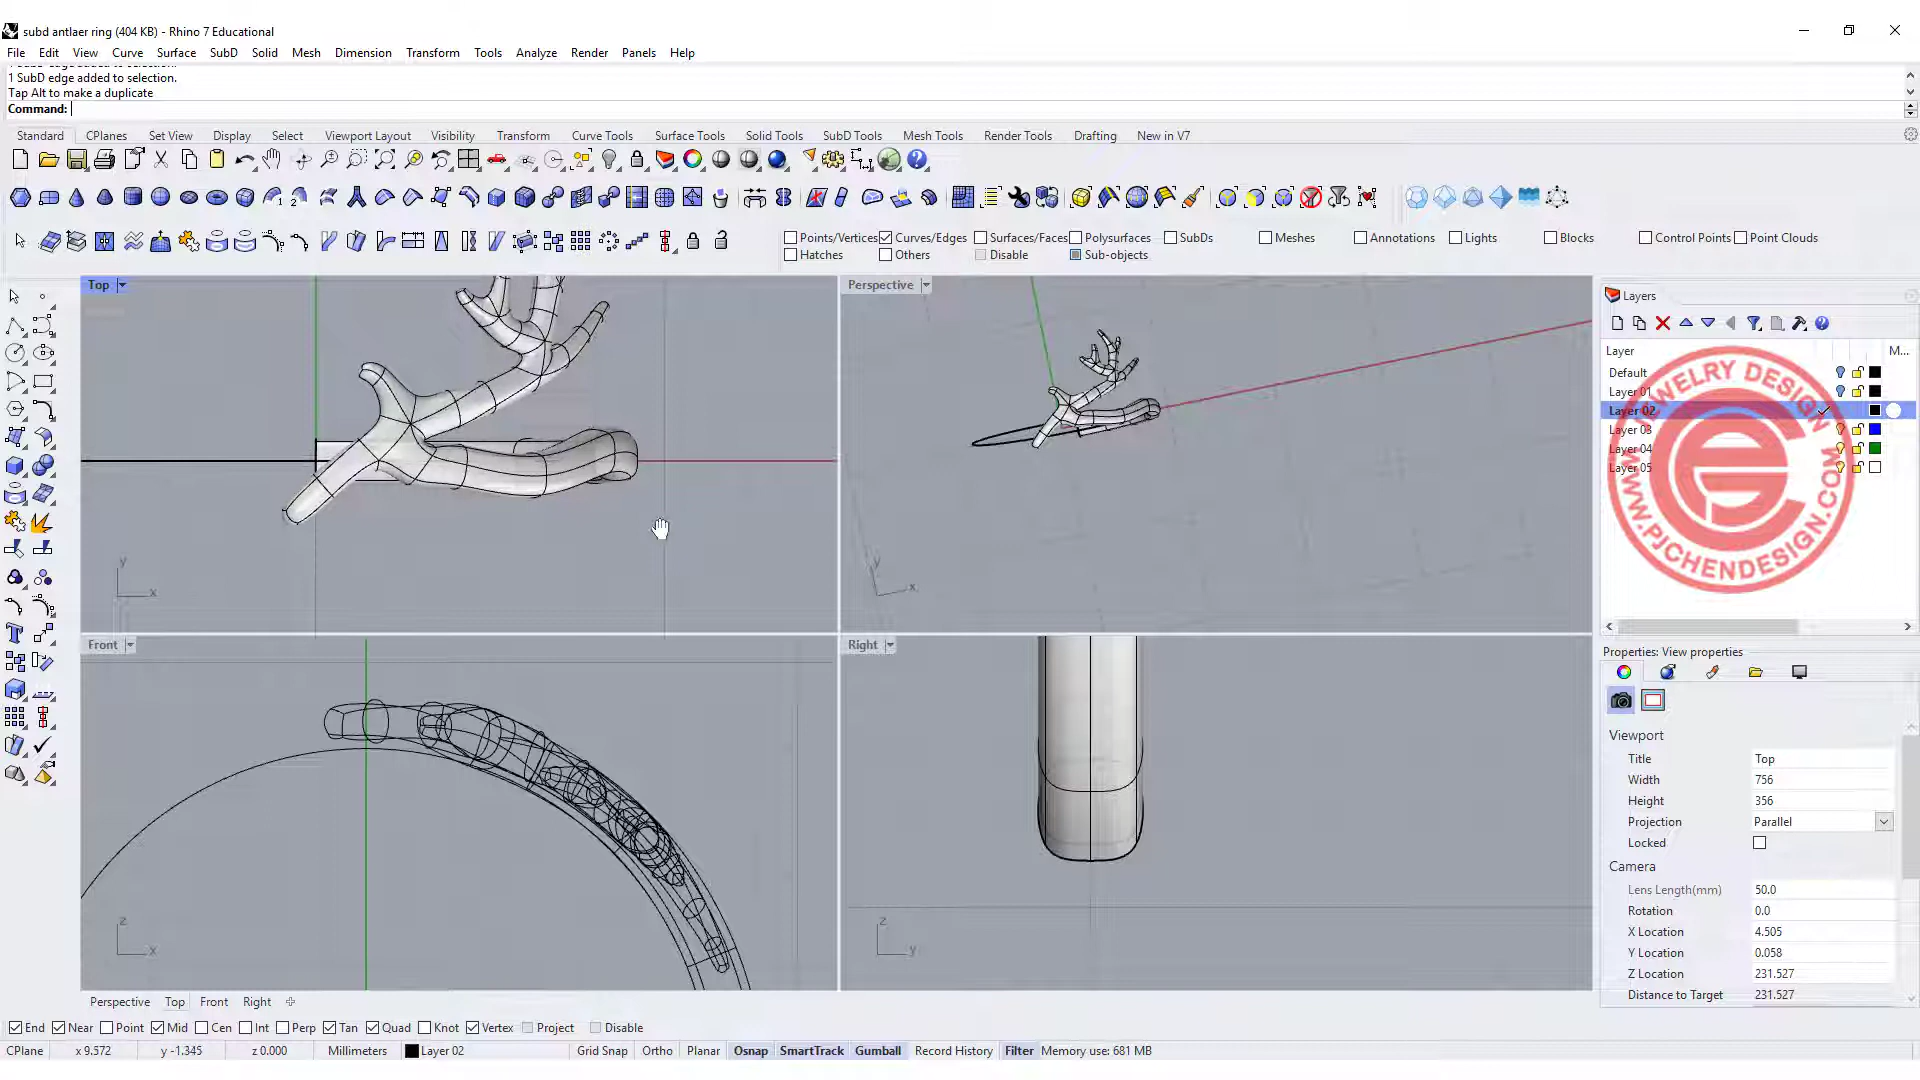 subd antlaer ring (404 KB) - Rhino 7 Educational
File Edit View Curve Surface SubD Solid Mesh Dimension Transform Tools Analyze Render Panels Help
1 SubD edge added to selection.
Tap Alt to make a duplicate
Command:
Standard CPlanes Set View Display Select Viewport Layout Visibility Transform Curve Tools Surface Tools Solid Tools SubD Tools Mesh Tools Render Tools Drafting New in V7
Points/Vertices Curves/Edges Surfaces/Faces Polysurfaces SubDs Meshes Annotations Lights Blocks Control Points Point Clouds
Hatches Others Disable Sub-objects
Top
Perspective
Layers
Layer M...
Default
Layer 01
Layer 02
Layer 03
Layer 04
Layer 05
JEWELRY DESIGN
WWW.PJCHENDESIGN.COM
y
x
y
x
Front
Right
z
x
z
y
Properties: View properties
Viewport
Title Top
Width 756
Height 356
Projection Parallel
Locked
Camera
Lens Length(mm) 50.0
Rotation 0.0
X Location 4.505
Y Location 0.058
Z Location 231.527
Distance to Target 231.527
Perspective Top Front Right
End Near Point Mid Cen Int Perp Tan Quad Knot Vertex Project Disable
CPlane x 9.572 y -1.345 z 0.000 Millimeters Layer 02 Grid Snap Ortho Planar Osnap SmartTrack Gumball Record History Filter Memory use: 681 MB